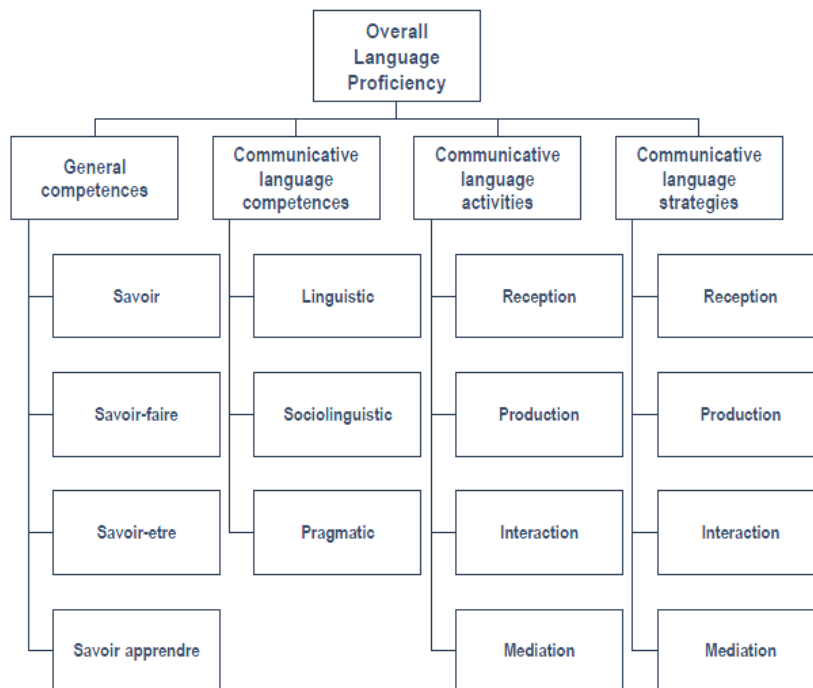 Overall
Language
Proficiency
General
competences
Communicative
language
competences
Communicative
language
activities
Communicative
language
strategies
Savoir
Linguistic
Reception
Reception
Savoir-faire
Sociolinguistic
Production
Production
Savoir-etre
Pragmatic
Interaction
Interaction
Savoir apprendre
Mediation
Mediation